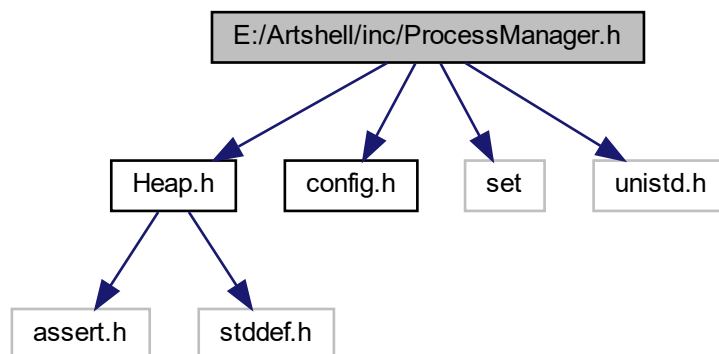 E:/Artshell/inc/ProcessManager.h
Heap.h
config.h
set
unistd.h
assert.h
stddef.h